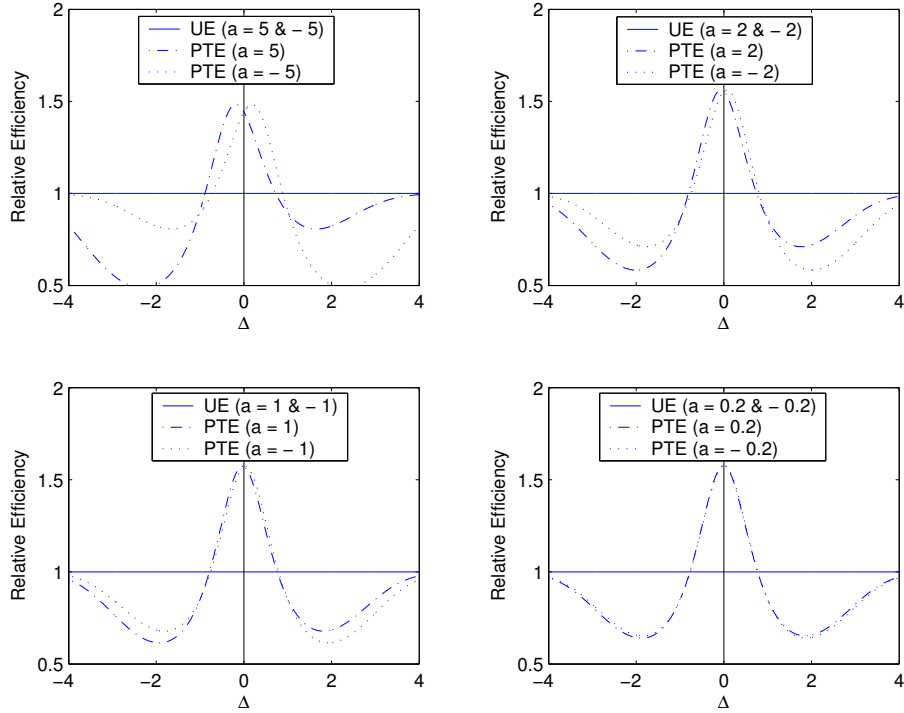 2
1.5
1
0.5
Relative Efficiency
UE (a = 5 & − 5)
PTE (a = 5)
PTE (a = − 5)
−4 −2 0 2 4
Δ
2
1.5
1
0.5
Relative Efficiency
UE (a = 2 & − 2)
PTE (a = 2)
PTE (a = − 2)
−4 −2 0 2 4
Δ
2
1.5
1
0.5
Relative Efficiency
UE (a = 1 & − 1)
PTE (a = 1)
PTE (a = − 1)
−4 −2 0 2 4
Δ
2
1.5
1
0.5
Relative Efficiency
UE (a = 0.2 & − 0.2)
PTE (a = 0.2)
PTE (a = − 0.2)
−4 −2 0 2 4
Δ